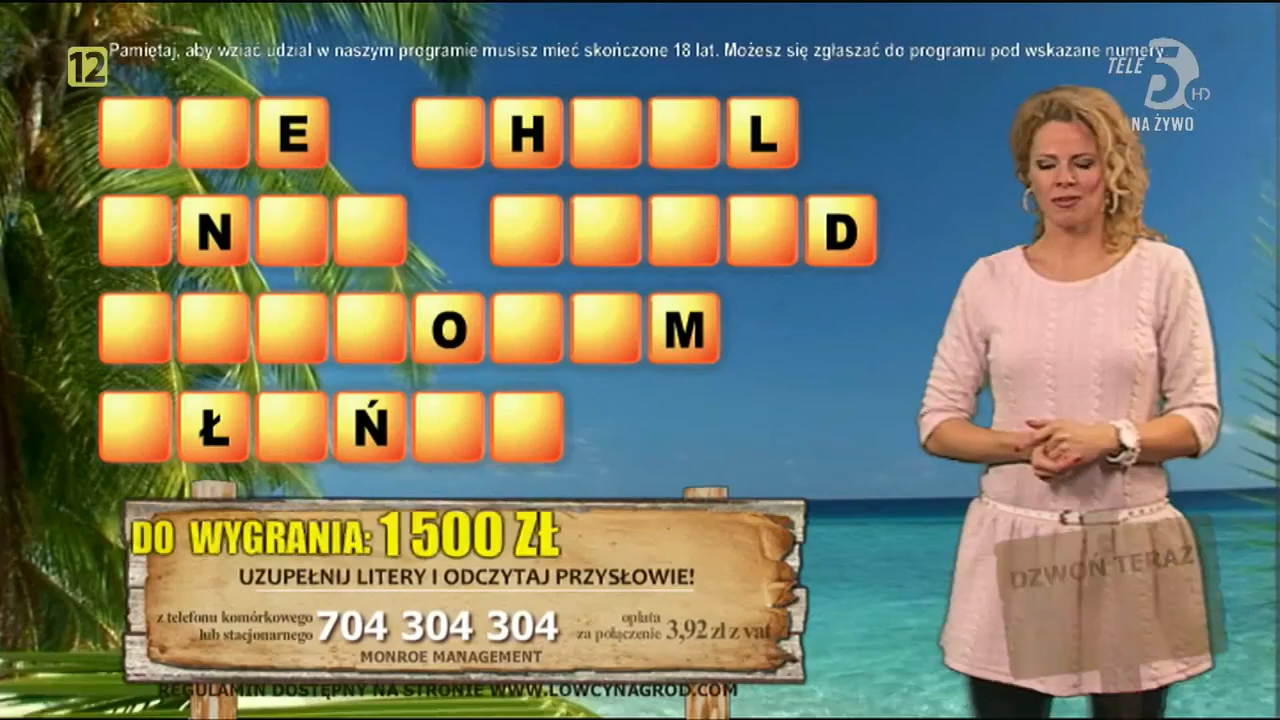 Pamiętaj, aby wziąć udział w naszym programie musisz mieć skończone 18 lat. Możesz się zgłaszać do programu pod wskazane numery.
12
TELE 5 HD
NA ŻYWO
E H L
N D
O M
Ł Ń
DO WYGRANIA: 1 500 ZŁ
UZUPEŁNIJ LITERY I ODCZYTAJ PRZYSŁOWIE!
z telefonu komórkowego
lub stacjonarnego
704 304 304
opłata
za połączenie 3,92 zł z vat
MONROE MANAGEMENT
DZWOŃ TERAZ
REGULAMIN DOSTĘPNY NA STRONIE WWW.LOWCYNAGROD.COM